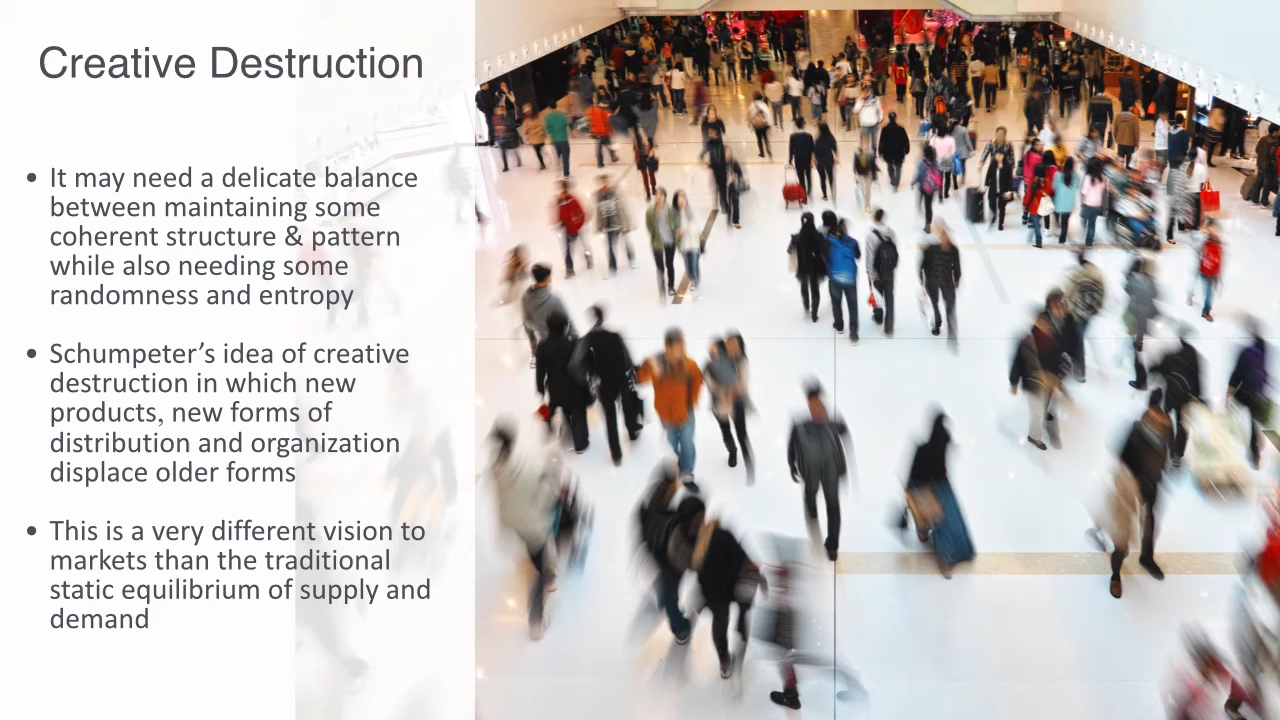 Creative Destruction
• It may need a delicate balance
between maintaining some
coherent structure & pattern
while also needing some
randomness and entropy
• Schumpeter’s idea of creative
destruction in which new
products, new forms of
distribution and organization
displace older forms
• This is a very different vision to
markets than the traditional
static equilibrium of supply and
demand